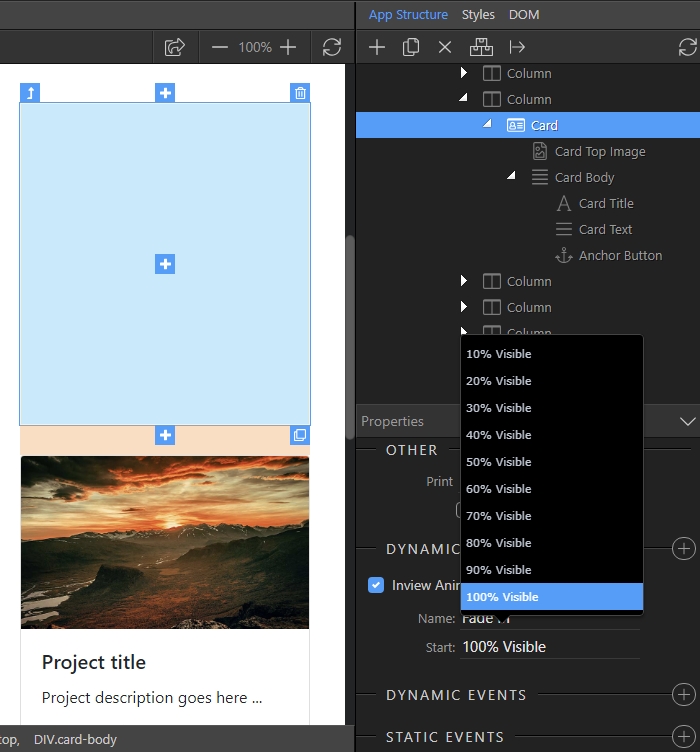 App Structure Styles DOM
100%
Column
Column
Card
Card Top Image
Card Body
Card Title
Card Text
Anchor Button
Column
Column
Column
10% Visible
20% Visible
30% Visible
40% Visible
50% Visible
60% Visible
70% Visible
80% Visible
90% Visible
100% Visible
Properties
OTHER
Print
DYNAMIC
Inview Ani
Name: Fade
Start: 100% Visible
DYNAMIC EVENTS
STATIC EVENTS
Project title
Project description goes here ...
top, DIV.card-body